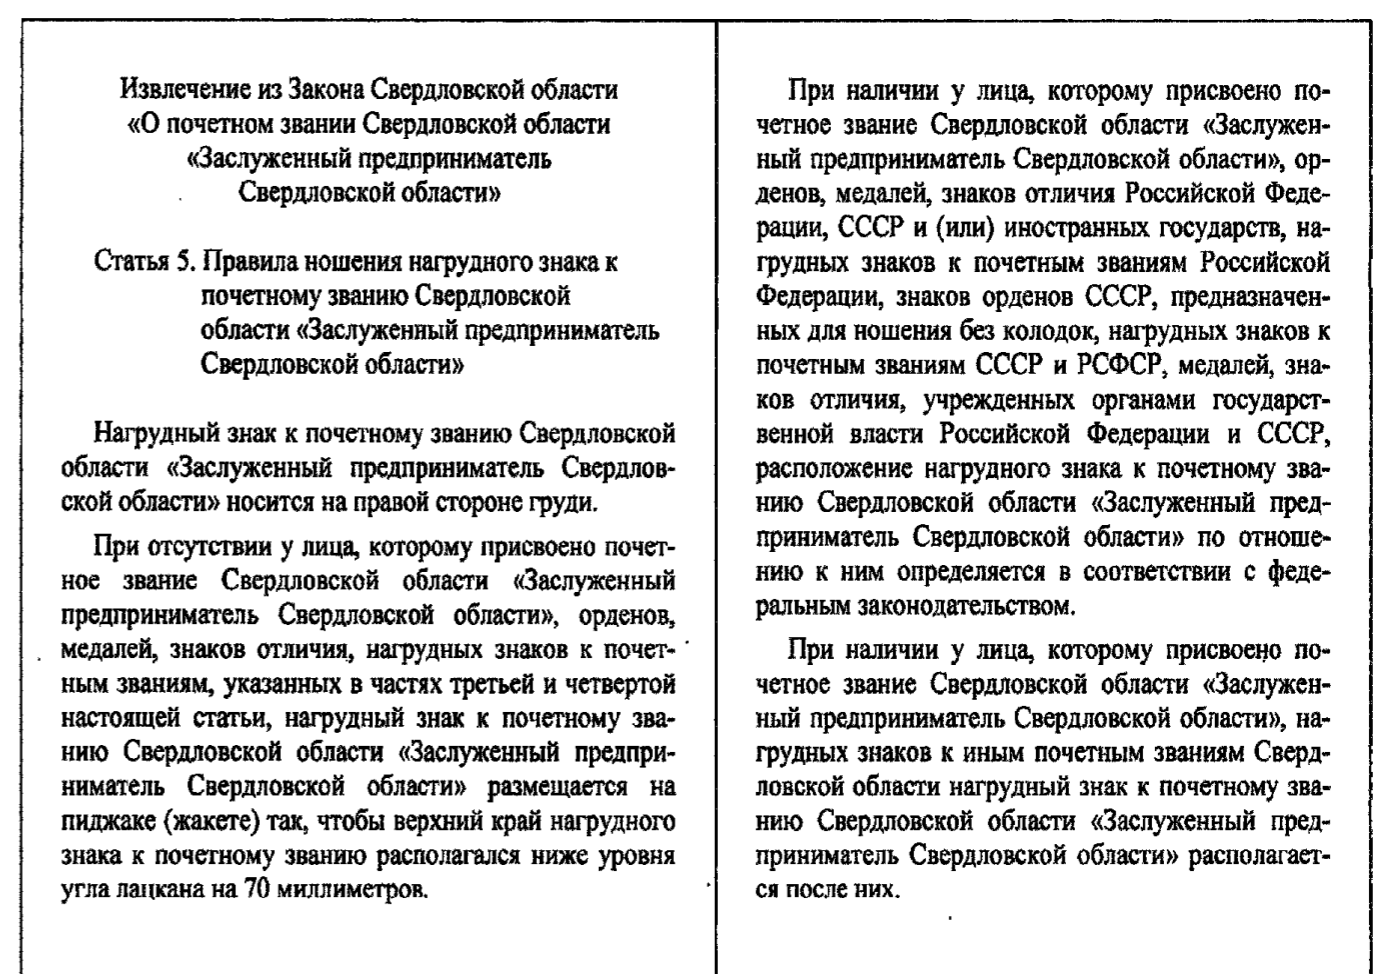 Извлечение из Закона Свердловской области
«О почетном звании Свердловской области
«Заслуженный предприниматель
Свердловской области»
Статья 5. Правила ношения нагрудного знака к
почетному званию Свердловской
области «Заслуженный предприниматель
Свердловской области»
Нагрудный знак к почетному званию Свердловской
области «Заслуженный предприниматель Свердлов-
ской области» носится на правой стороне груди.
При отсутствии у лица, которому присвоено почет-
ное звание Свердловской области «Заслуженный
предприниматель Свердловской области», орденов,
медалей, знаков отличия, нагрудных знаков к почет-
ным званиям, указанных в частях третьей и четвертой
настоящей статьи, нагрудный знак к почетному зва-
нию Свердловской области «Заслуженный предпри-
ниматель Свердловской области» размещается на
пиджаке (жакете) так, чтобы верхний край нагрудного
знака к почетному званию располагался ниже уровня
угла лацкана на 70 миллиметров.
При наличии у лица, которому присвоено по-
четное звание Свердловской области «Заслужен-
ный предприниматель Свердловской области», ор-
денов, медалей, знаков отличия Российской Феде-
рации, СССР и (или) иностранных государств, на-
грудных знаков к почетным званиям Российской
Федерации, знаков орденов СССР, предназначен-
ных для ношения без колодок, нагрудных знаков к
почетным званиям СССР и РСФСР, медалей, зна-
ков отличия, учрежденных органами государст-
венной власти Российской Федерации и СССР,
расположение нагрудного знака к почетному зва-
нию Свердловской области «Заслуженный пред-
приниматель Свердловской области» по отноше-
нию к ним определяется в соответствии с феде-
ральным законодательством.
При наличии у лица, которому присвоено по-
четное звание Свердловской области «Заслужен-
ный предприниматель Свердловской области», на-
грудных знаков к иным почетным званиям Сверд-
ловской области нагрудный знак к почетному зва-
нию Свердловской области «Заслуженный пред-
приниматель Свердловской области» располагает-
ся после них.